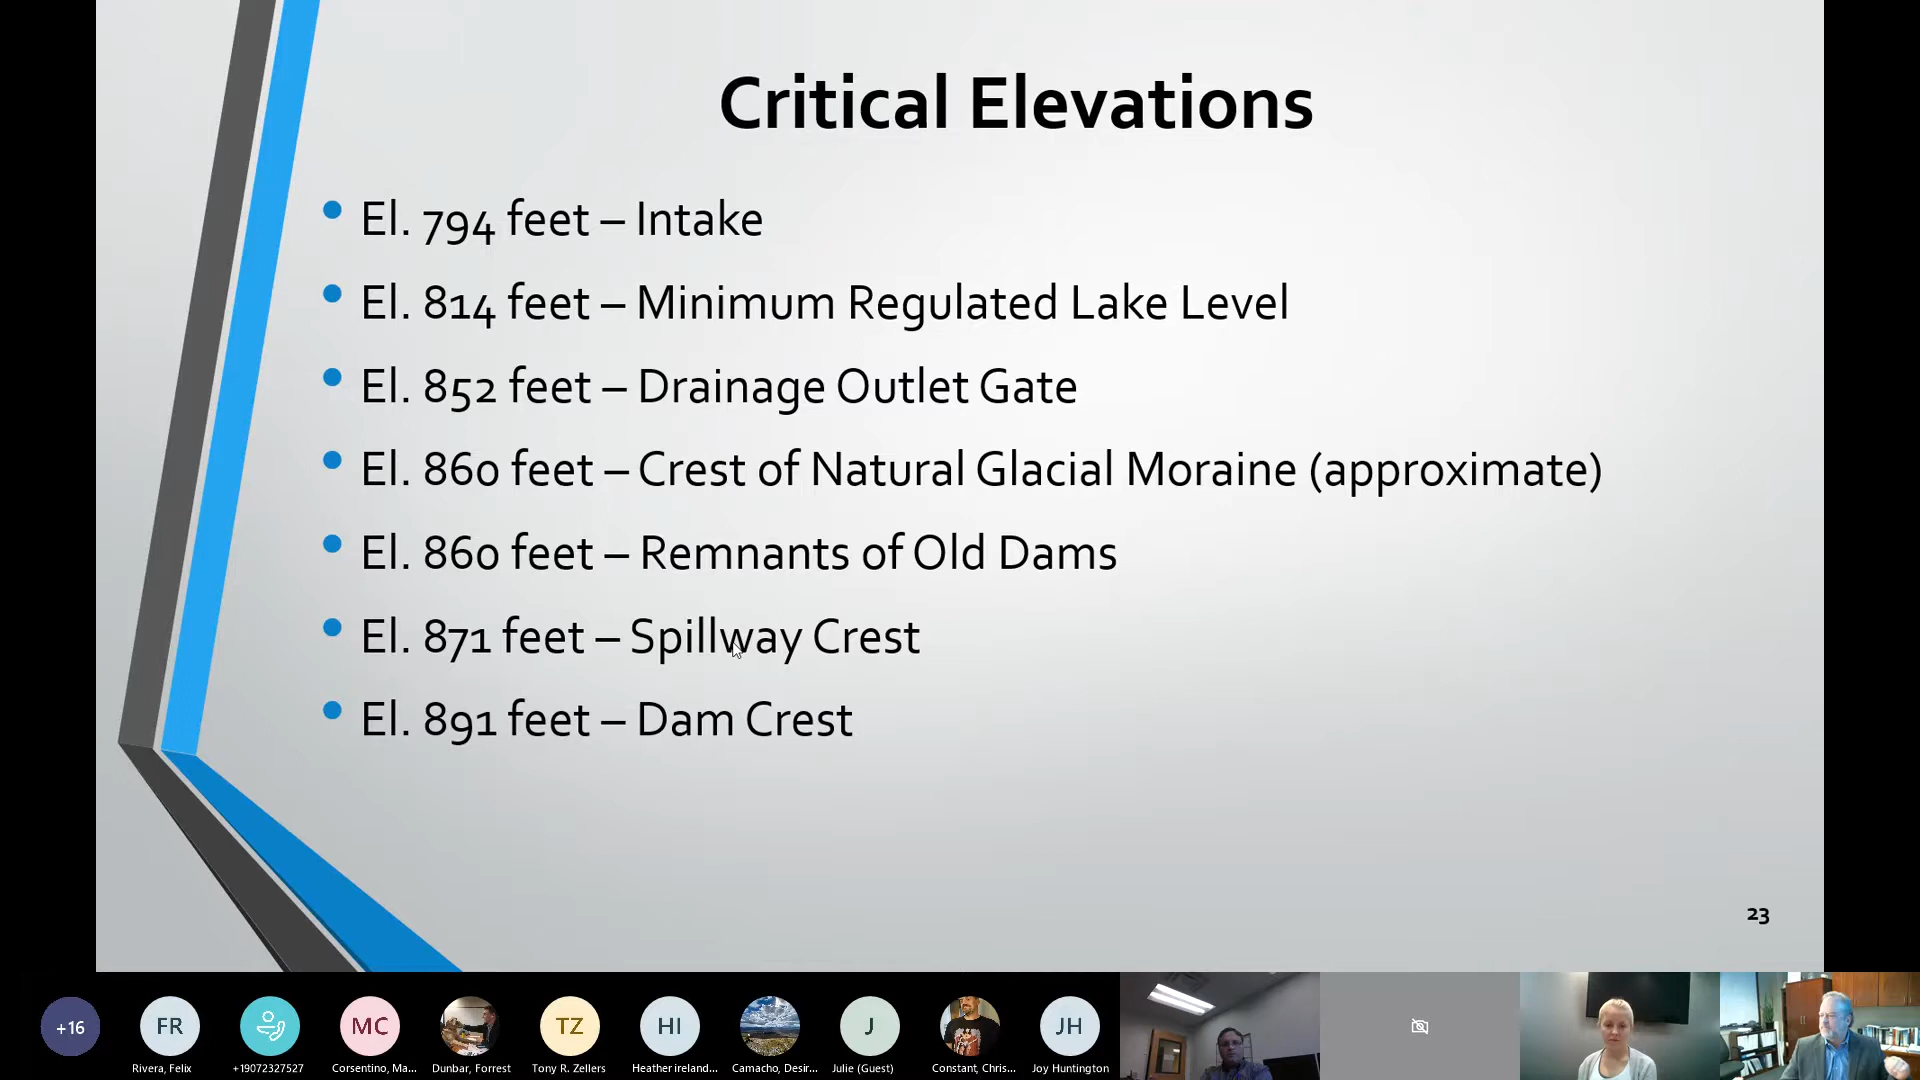 Critical Elevations
• El. 794 feet – Intake
• El. 814 feet – Minimum Regulated Lake Level
• El. 852 feet – Drainage Outlet Gate
• El. 860 feet – Crest of Natural Glacial Moraine (approximate)
• El. 860 feet – Remnants of Old Dams
• El. 871 feet – Spillway Crest
• El. 891 feet – Dam Crest
23
+16 FR MC TZ HI J JH
Rivera, Felix +19072327527 Corsentino, Ma... Dunbar, Forrest Tony R. Zellers Heather ireland... Camacho, Desir... Julie (Guest) Constant, Chris... Joy Huntington